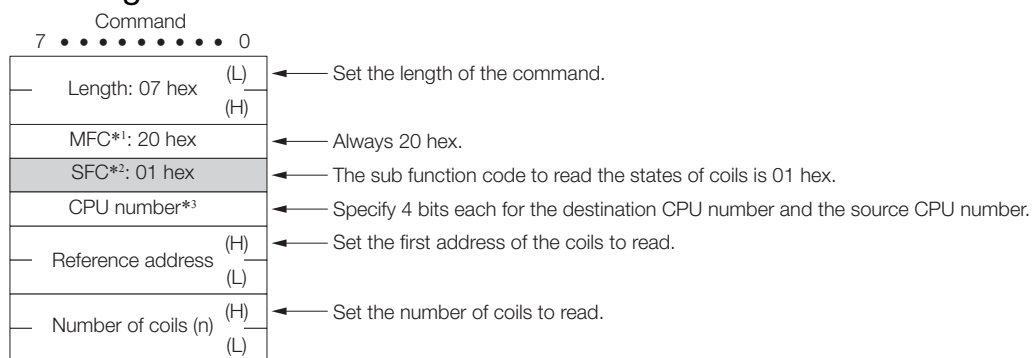 Command
7 • • • • • • • • • 0
Length: 07 hex (L) Set the length of the command.
(H)
MFC*1: 20 hex Always 20 hex.
SFC*2: 01 hex The sub function code to read the states of coils is 01 hex.
CPU number*3 Specify 4 bits each for the destination CPU number and the source CPU number.
Reference address (H) Set the first address of the coils to read.
(L)
Number of coils (n) (H) Set the number of coils to read.
(L)